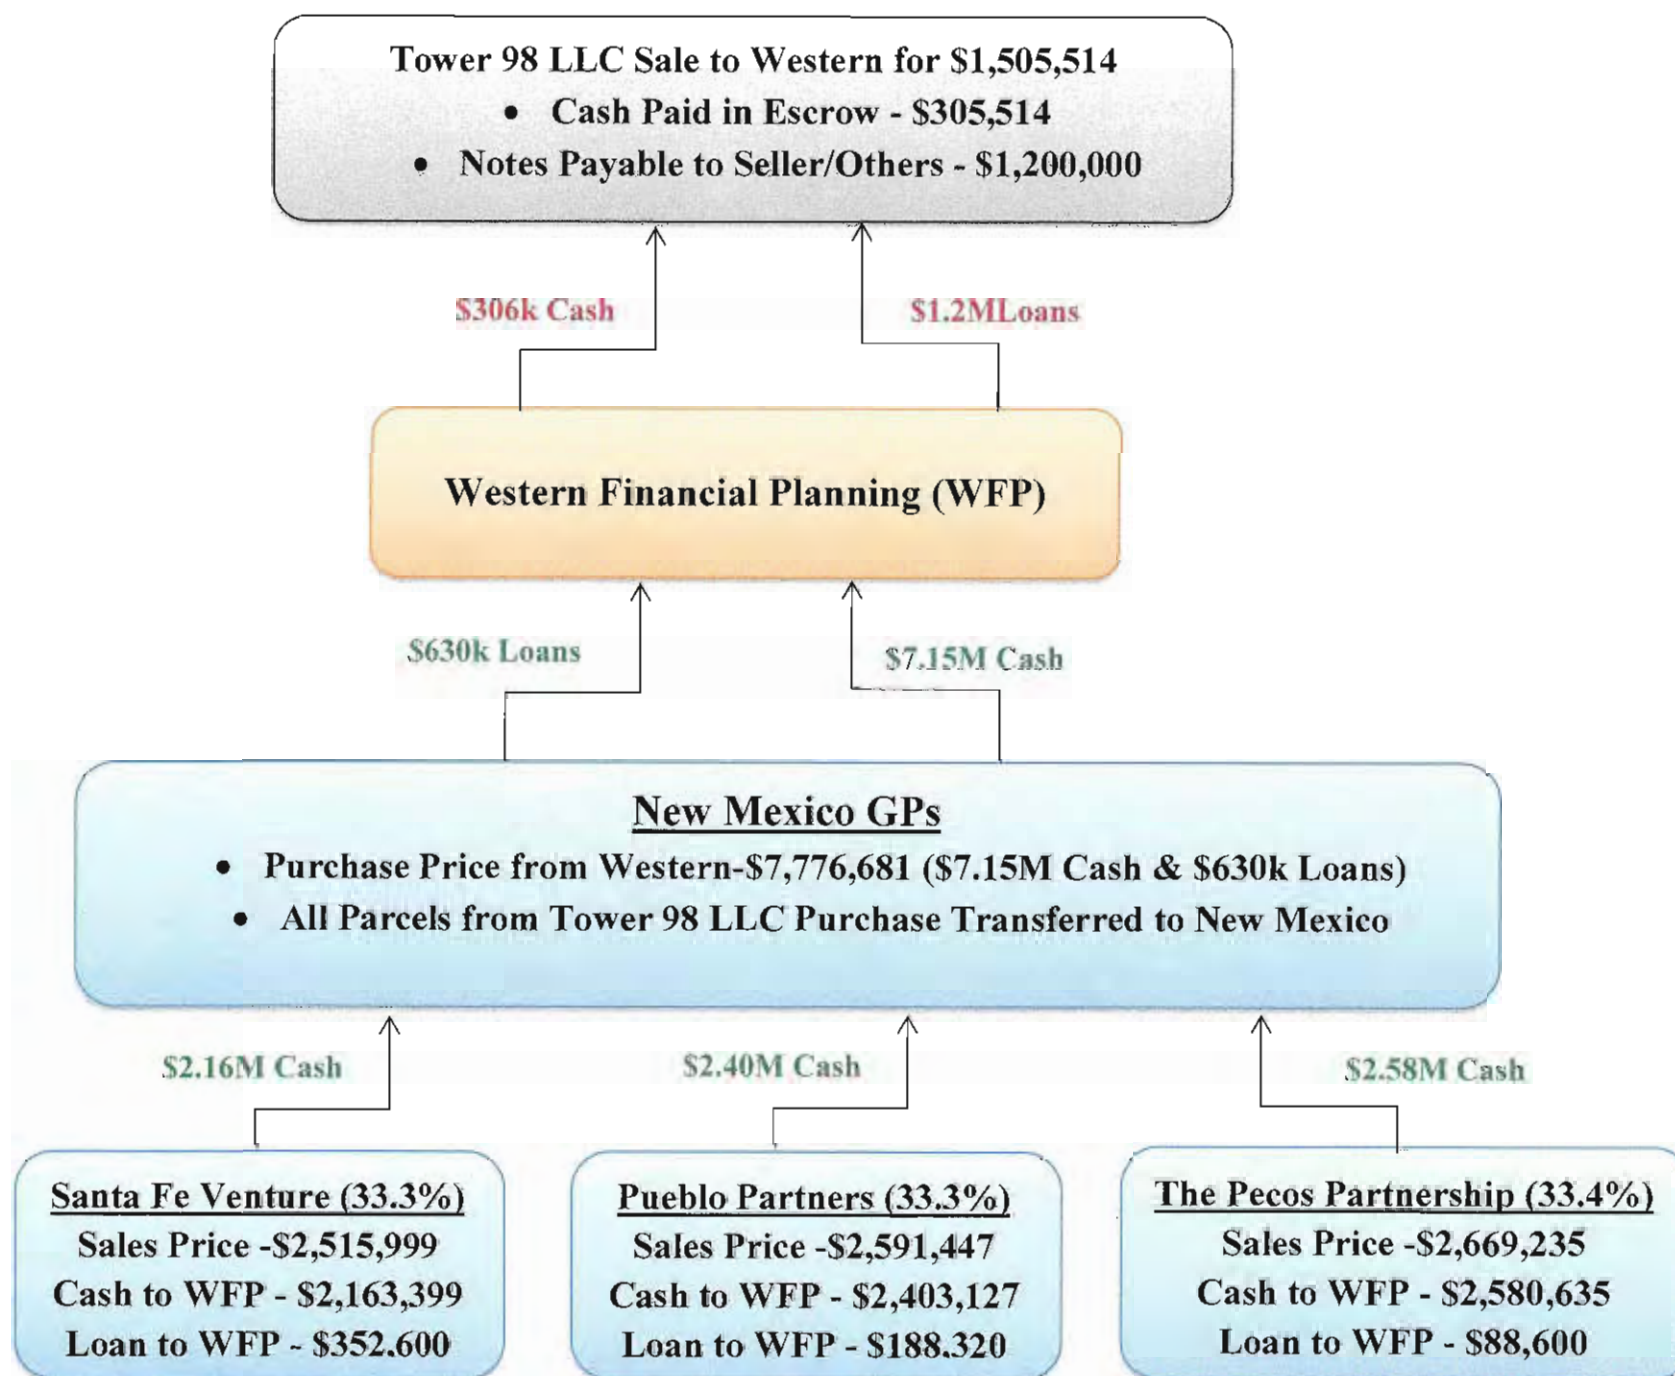 Tower 98 LLC Sale to Western for $1,505,514
• Cash Paid in Escrow - $305,514
• Notes Payable to Seller/Others - $1,200,000
$306k Cash
$1.2MLoans
Western Financial Planning (WFP)
$630k Loans
$7.15M Cash
New Mexico GPs
• Purchase Price from Western-$7,776,681 ($7.15M Cash & $630k Loans)
• All Parcels from Tower 98 LLC Purchase Transferred to New Mexico
$2.16M Cash
$2.40M Cash
$2.58M Cash
Santa Fe Venture (33.3%)
Sales Price -$2,515,999
Cash to WFP - $2,163,399
Loan to WFP - $352,600
Pueblo Partners (33.3%)
Sales Price -$2,591,447
Cash to WFP - $2,403,127
Loan to WFP - $188,320
The Pecos Partnership (33.4%)
Sales Price -$2,669,235
Cash to WFP - $2,580,635
Loan to WFP - $88,600